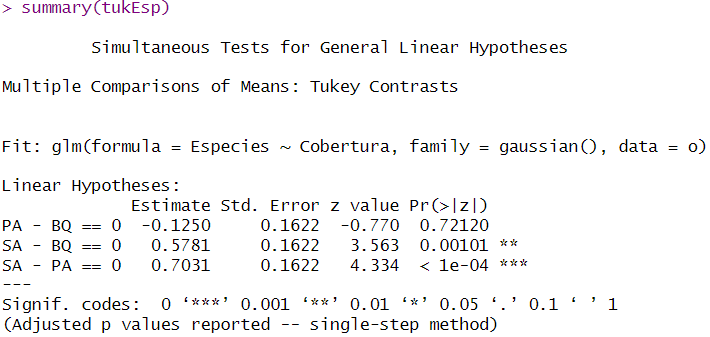 > summary(tukEsp)
Simultaneous Tests for General Linear Hypotheses
Multiple Comparisons of Means: Tukey Contrasts
Fit: glm(formula = Especies ~ Cobertura, family = gaussian(), data = o)
Linear Hypotheses:
Estimate Std. Error z value Pr(>|z|)
PA - BQ == 0 -0.1250 0.1622 -0.770 0.72120
SA - BQ == 0 0.5781 0.1622 3.563 0.00101 **
SA - PA == 0 0.7031 0.1622 4.334 < 1e-04 ***
---
Signif. codes: 0 ‘***’ 0.001 ‘**’ 0.01 ‘*’ 0.05 ‘.’ 0.1 ‘ ’ 1
(Adjusted p values reported -- single-step method)